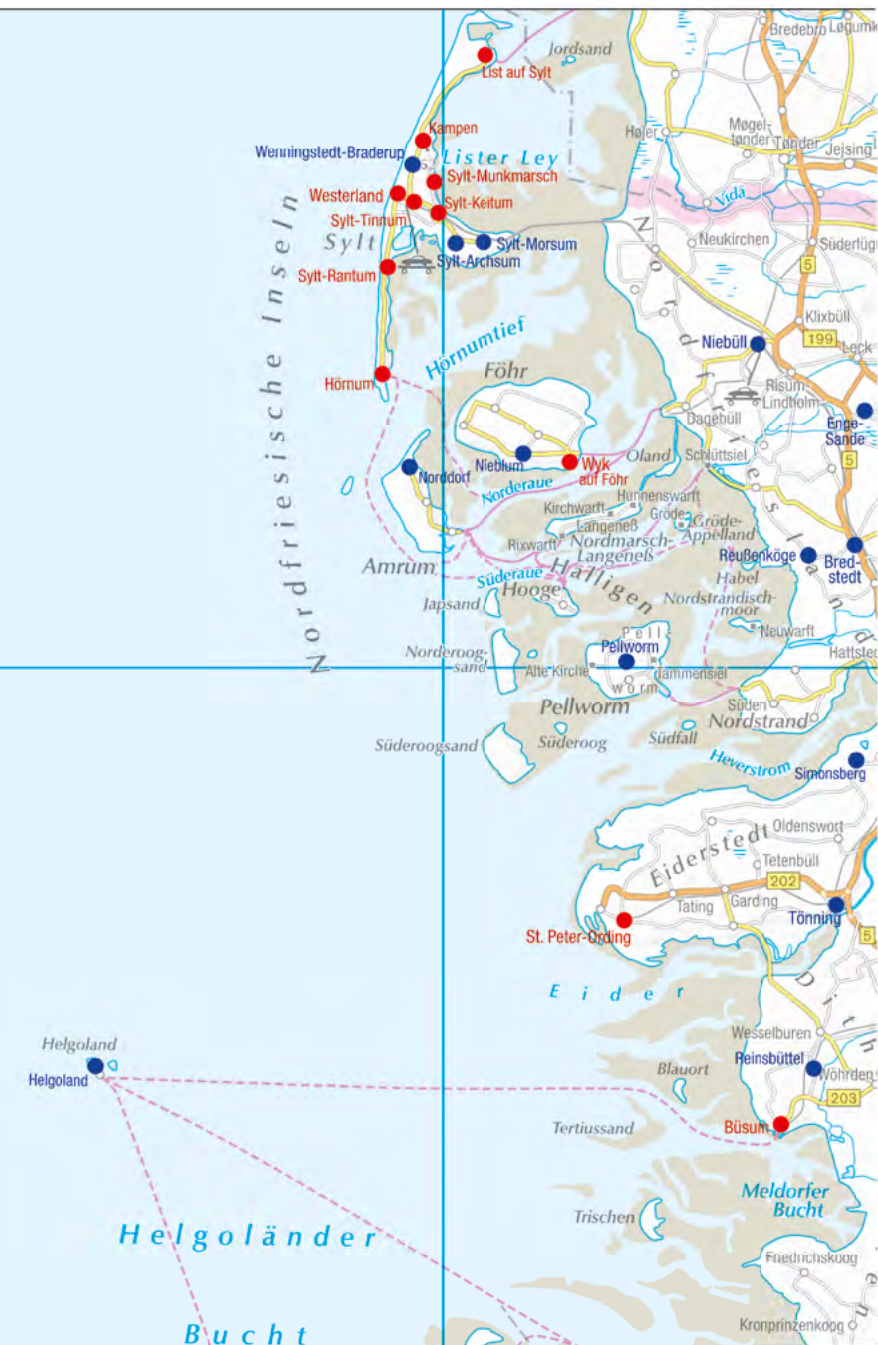 Bredebro
Jordsand
List auf Sylt
Kampen
Højer
Møgel-
tønder
Tønder
Jejsing
Wenningstedt-Braderup
Lister Ley
Sylt-Munkmarsch
Westerland
Sylt-Keitum
Vidå
Sylt-Tinnum
Sylt
Sylt-Morsum
Neukirchen
Sylt-Archsum
Sylt-Rantum
5
Nordfriesische Inseln
Nordfriesland
Klixbüll
Hörnumtief
199
Niebüll
Leck
Föhr
Hörnum
Risum-
Lindholm
Dagebüll
Enge-
Sande
Oland
Schlüttsiel
5
Norddorf
Nieblum
Wyk
auf Föhr
Norderaue
Hunnenswarft
Kirchwarft
Gröde
Langeneß
Gröde-
Appelland
Rixwarft
Nordmarsch-
Langeneß
Reußenköge
Bred-
stedt
Amrum
Süderaue
Halligen
Habel
Hooge
Nordstrandisch-
moor
Japsand
Neuwarft
Pell-
worm
Pellworm
Norderoog-
sand
Alte Kirche
Tammensiel
Süden
Pellworm
Nordstrand
Süderoogsand
Süderoog
Südfall
Heverstrom
Simonsberg
Oldenswort
Eiderstedt
Tetenbüll
202
Tating
Garding
Tönning
St. Peter-Ording
5
Eider
Dith
Wesselburen
Helgoland
Helgoland
Reinsbüttel
Blauort
Wöhrden
203
Büsum
Tertiussand
Meldorfer
Bucht
Trischen
Helgoländer
Bucht
Friedrichskoog
Kronprinzenkoog